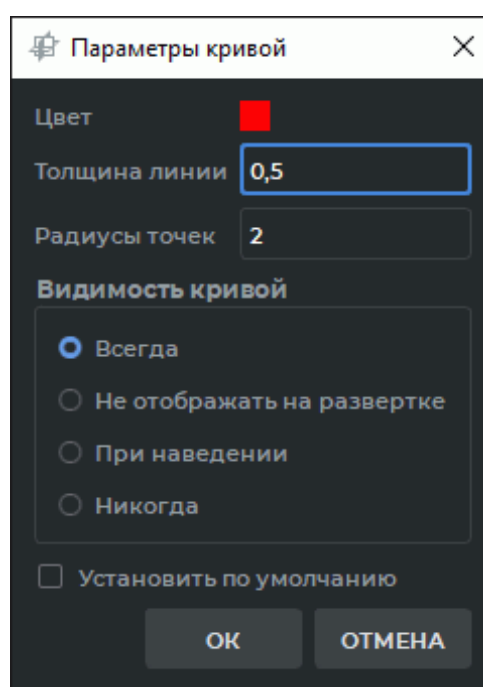 Параметры кривой
Цвет
Толщина линии 0,5
Радиусы точек 2
Видимость кривой
Всегда
Не отображать на развертке
При наведении
Никогда
Установить по умолчанию
ОК ОТМЕНА